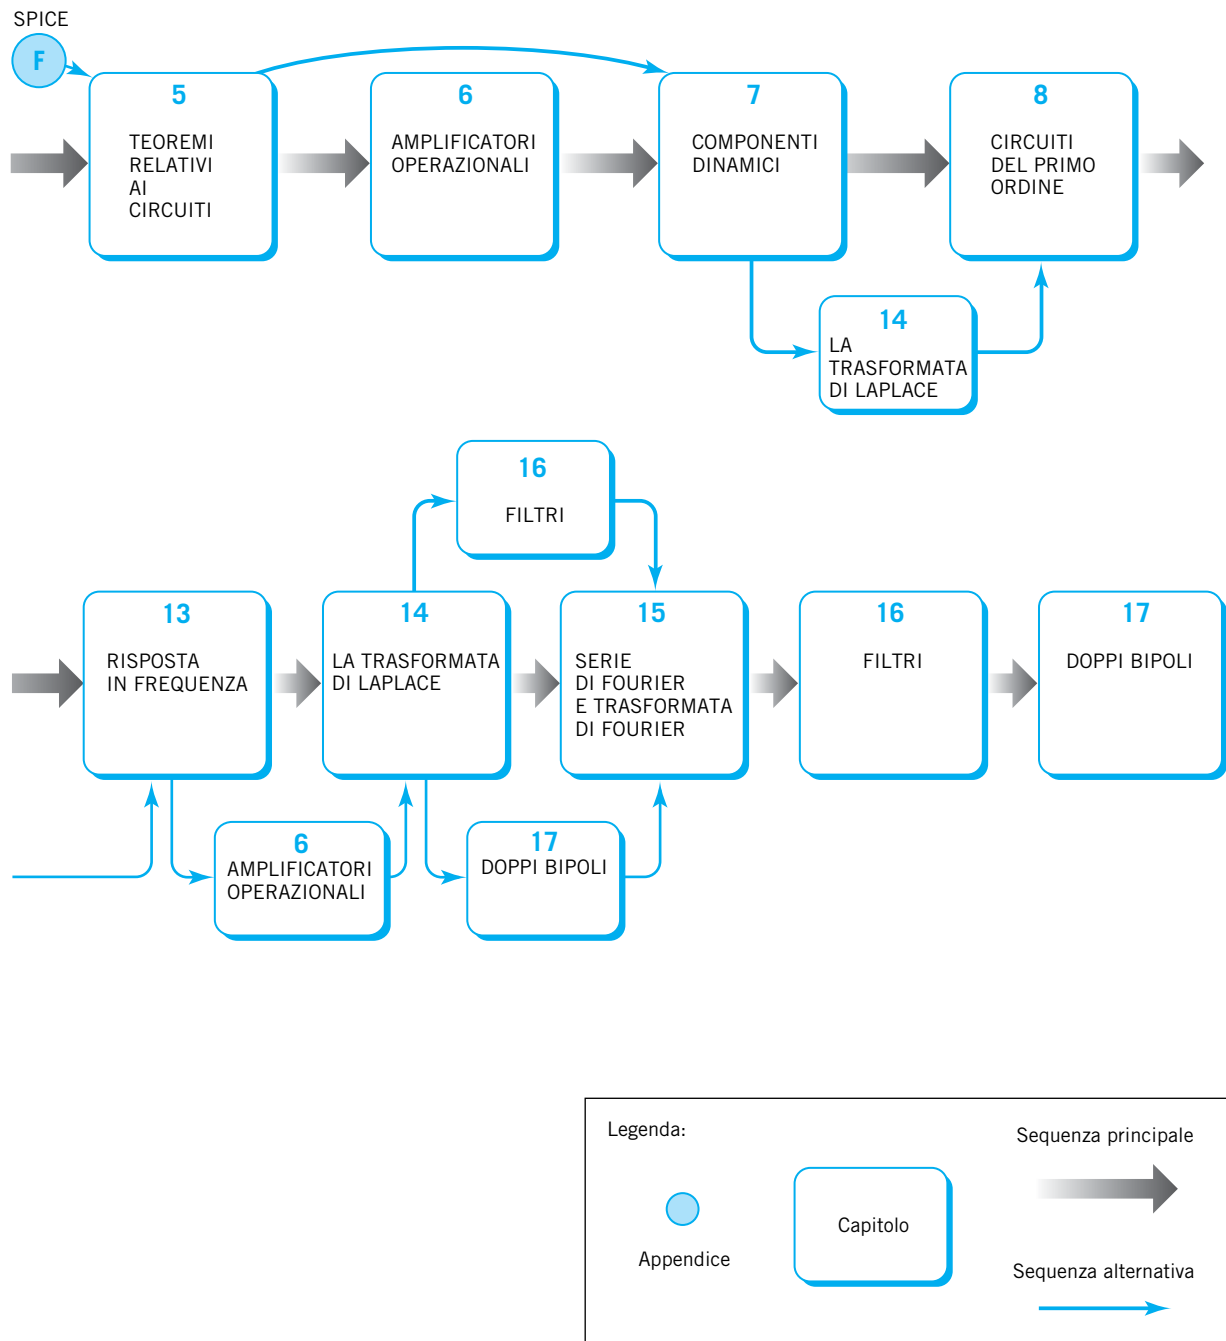 SPICE
F
5
TEOREMI
RELATIVI
AI
CIRCUITI
6
AMPLIFICATORI
OPERAZIONALI
7
COMPONENTI
DINAMICI
8
CIRCUITI
DEL PRIMO
ORDINE
14
LA
TRASFORMATA
DI LAPLACE
16
FILTRI
13
RISPOSTA
IN FREQUENZA
14
LA TRASFORMATA
DI LAPLACE
15
SERIE
DI FOURIER
E TRASFORMATA
DI FOURIER
16
FILTRI
17
DOPPI BIPOLI
6
AMPLIFICATORI
OPERAZIONALI
17
DOPPI BIPOLI
Legenda:
Appendice
Capitolo
Sequenza principale
Sequenza alternativa